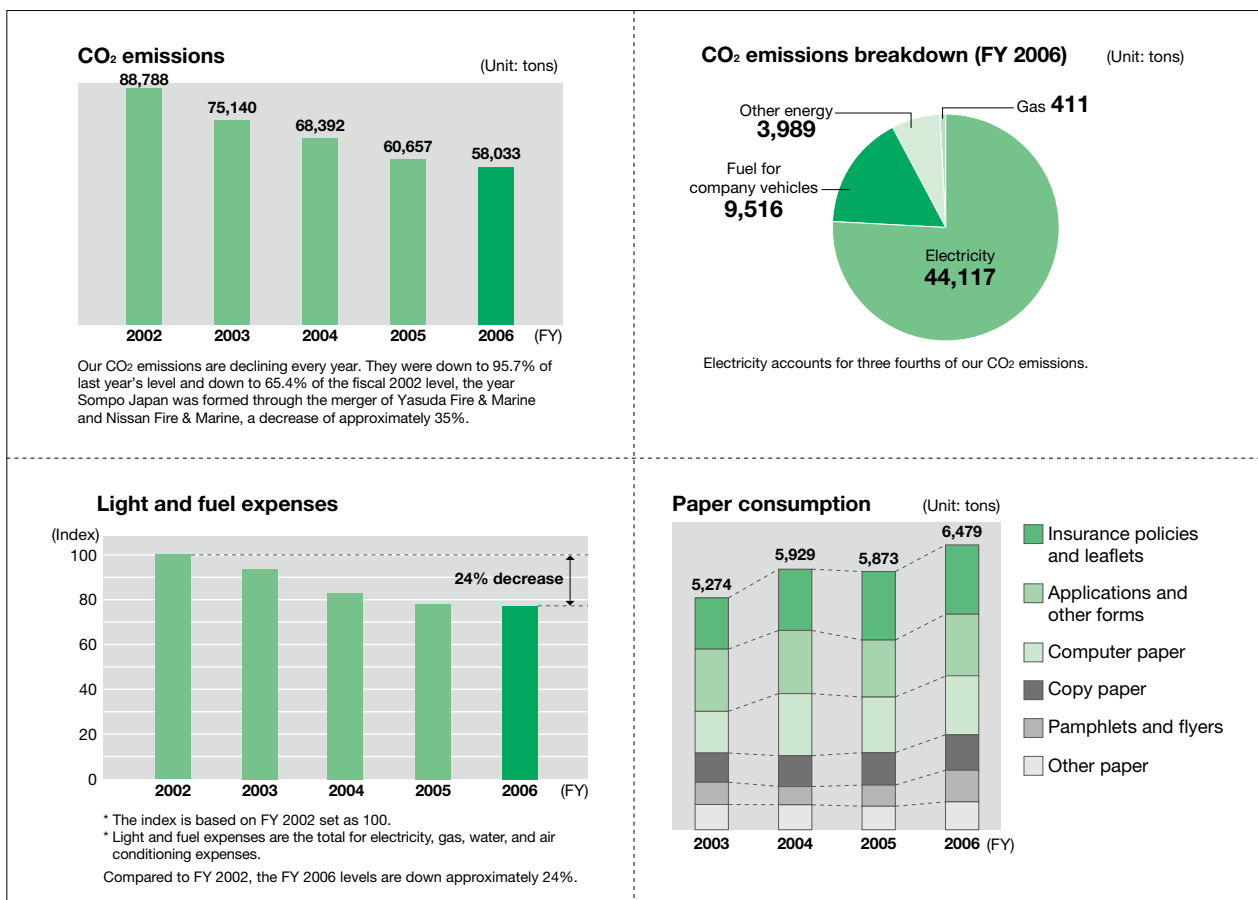 CO₂ emissions
(Unit: tons)
88,788
75,140
68,392
60,657
58,033
2002
2003
2004
2005
2006
(FY)
Our CO₂ emissions are declining every year. They were down to 95.7% of
last year's level and down to 65.4% of the fiscal 2002 level, the year
Sompo Japan was formed through the merger of Yasuda Fire & Marine
and Nissan Fire & Marine, a decrease of approximately 35%.
CO₂ emissions breakdown (FY 2006)
(Unit: tons)
Gas 411
Other energy
3,989
Fuel for
company vehicles
9,516
Electricity
44,117
Electricity accounts for three fourths of our CO₂ emissions.
Light and fuel expenses
(Index)
100
80
60
40
20
0
24% decrease
2002
2003
2004
2005
2006
(FY)
* The index is based on FY 2002 set as 100.
* Light and fuel expenses are the total for electricity, gas, water, and air
conditioning expenses.
Compared to FY 2002, the FY 2006 levels are down approximately 24%.
Paper consumption
(Unit: tons)
5,274
5,929
5,873
6,479
2003
2004
2005
2006
(FY)
Insurance policies
and leaflets
Applications and
other forms
Computer paper
Copy paper
Pamphlets and flyers
Other paper